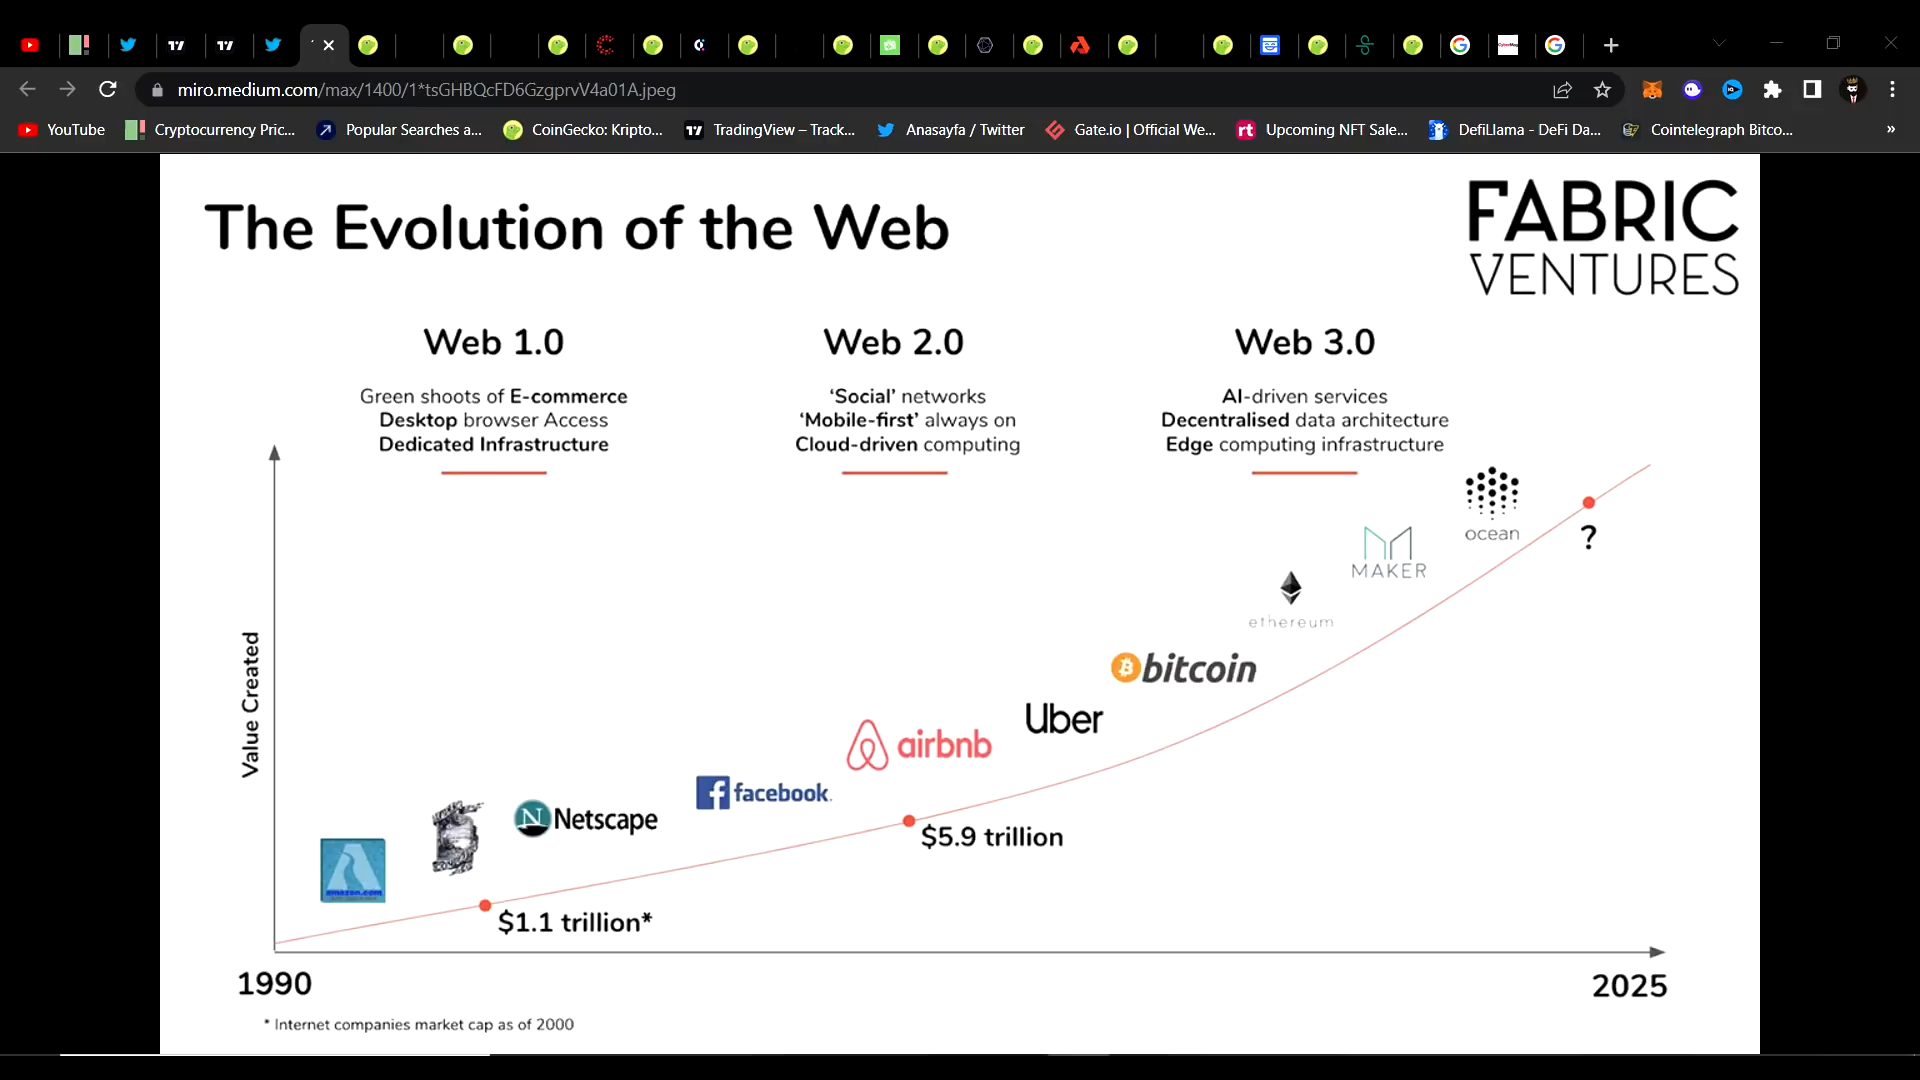 miro.medium.com/max/1400/1*tsGHBQcFD6GzgprvV4a01A.jpeg
YouTube
Cryptocurrency Pric...
Popular Searches a...
CoinGecko: Kripto...
TradingView – Track...
Anasayfa / Twitter
Gate.io | Official We...
Upcoming NFT Sale...
DefiLlama - DeFi Da...
Cointelegraph Bitco...
»
The Evolution of the Web
FABRIC
VENTURES
Web 1.0
Green shoots of E-commerce
Desktop browser Access
Dedicated Infrastructure
Web 2.0
‘Social’ networks
‘Mobile-first’ always on
Cloud-driven computing
Web 3.0
AI-driven services
Decentralised data architecture
Edge computing infrastructure
ocean
?
MAKER
ethereum
bitcoin
Uber
airbnb
facebook.
Netscape
amazon.com
Value Created
$5.9 trillion
$1.1 trillion*
1990
2025
* Internet companies market cap as of 2000